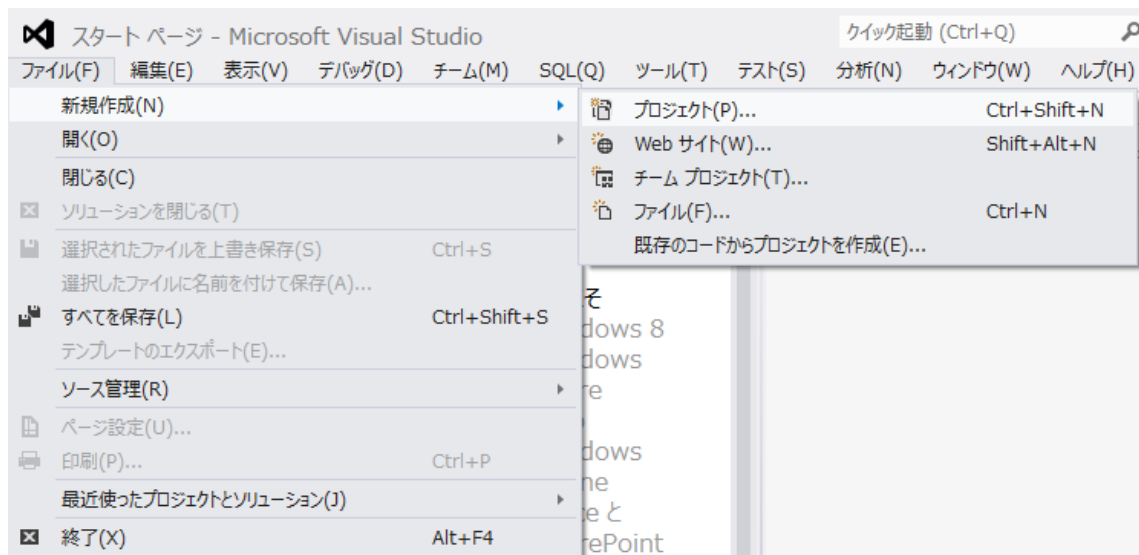 スタート ページ - Microsoft Visual Studio
クイック起動 (Ctrl+Q)
ファイル(F) 編集(E) 表示(V) デバッグ(D) チーム(M) SQL(Q) ツール(T) テスト(S) 分析(N) ウィンドウ(W) ヘルプ(H)
新規作成(N)
開く(O)
閉じる(C)
ソリューションを閉じる(T)
選択されたファイルを上書き保存(S) Ctrl+S
選択したファイルに名前を付けて保存(A)...
すべてを保存(L) Ctrl+Shift+S
テンプレートのエクスポート(E)...
ソース管理(R)
ページ設定(U)...
印刷(P)... Ctrl+P
最近使ったプロジェクトとソリューション(J)
終了(X) Alt+F4
プロジェクト(P)... Ctrl+Shift+N
Web サイト(W)... Shift+Alt+N
チーム プロジェクト(T)...
ファイル(F)... Ctrl+N
既存のコードからプロジェクトを作成(E)...
そ
dows 8
dows
re
dows
ne
e と
rePoint